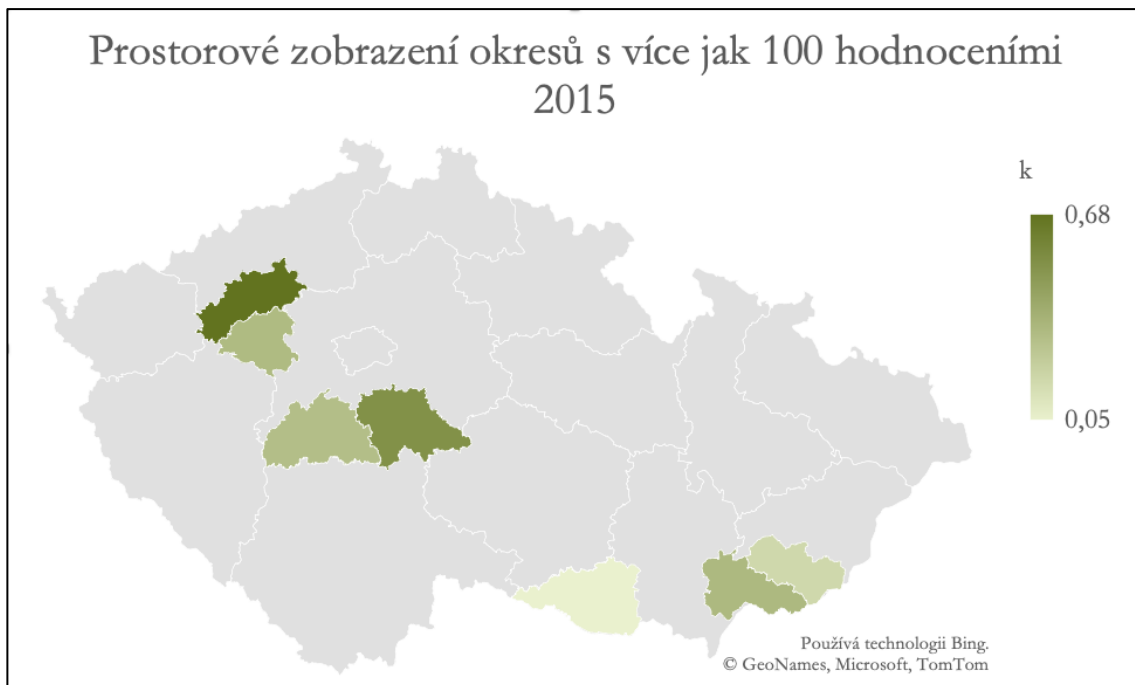 Prostorové zobrazení okresů s více jak 100 hodnoceními
2015
k
0,68
0,05
Používá technologii Bing.
© GeoNames, Microsoft, TomTom